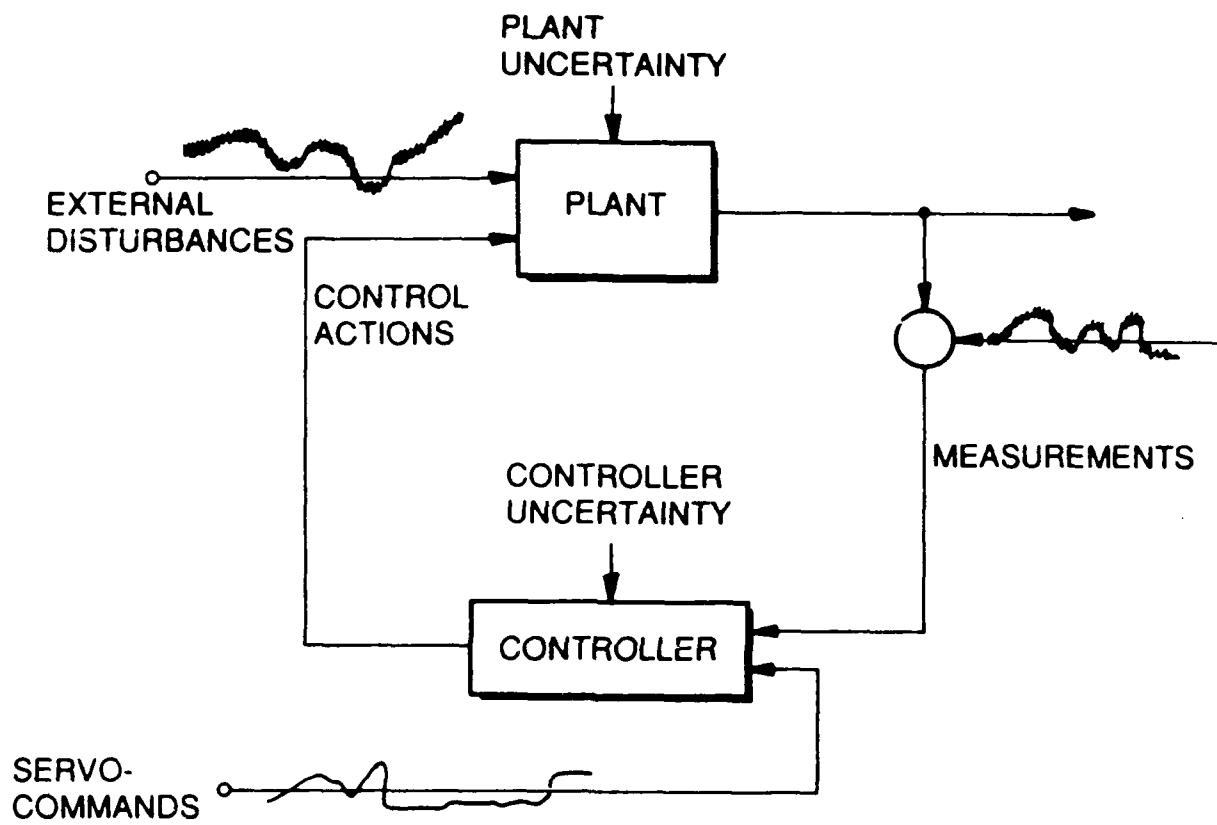 PLANT
UNCERTAINTY
EXTERNAL
DISTURBANCES
PLANT
CONTROL
ACTIONS
MEASUREMENTS
CONTROLLER
UNCERTAINTY
CONTROLLER
SERVO-
COMMANDS